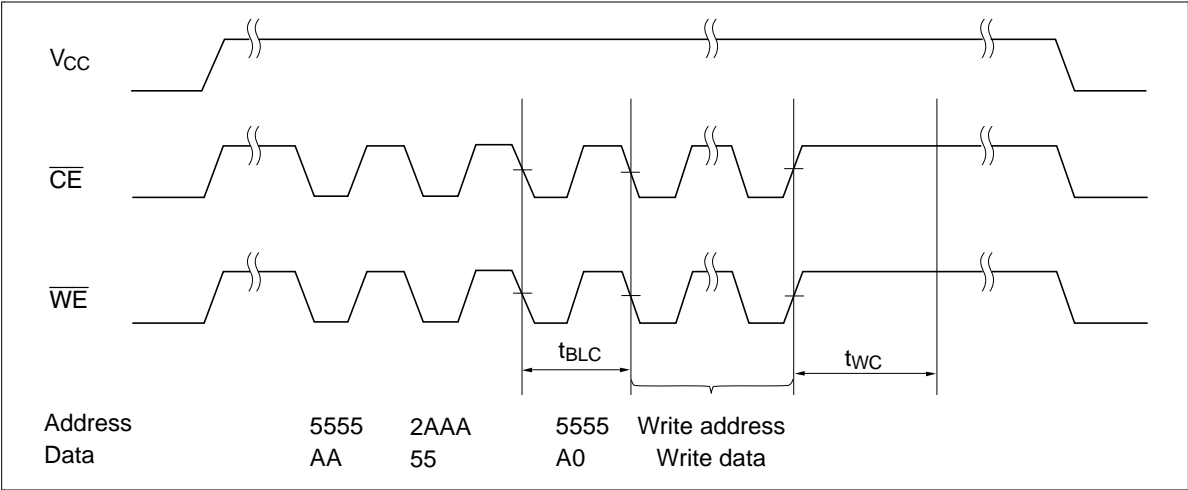 VCC
CE
WE
tBLC
tWC
Address 5555 2AAA 5555 Write address
Data AA 55 A0 Write data